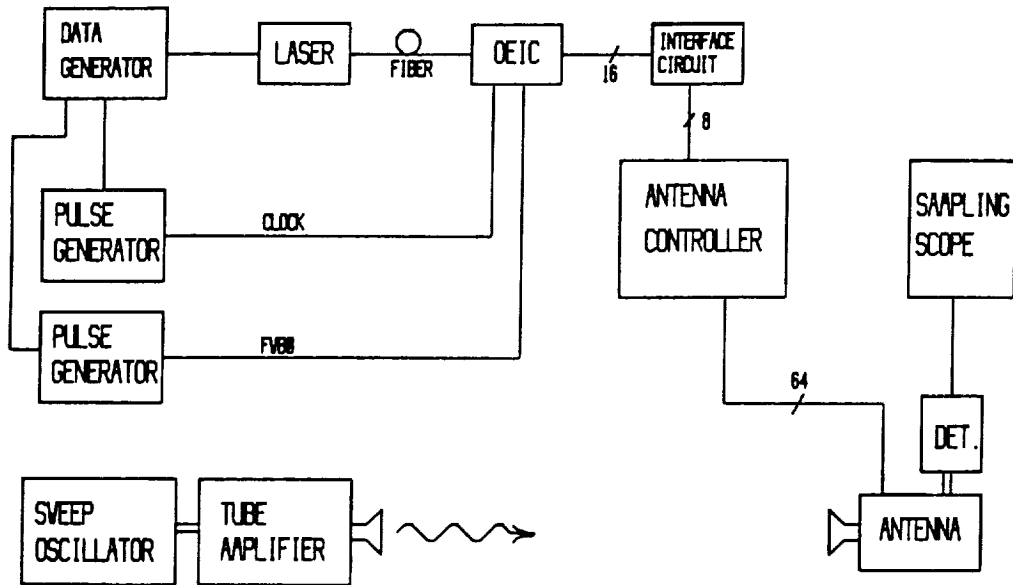 DATA
GENERATOR
LASER
FIBER
OEIC
16
INTERFACE
CIRCUIT
8
PULSE
GENERATOR
CLOCK
ANTENNA
CONTROLLER
SAMPLING
SCOPE
PULSE
GENERATOR
64
DET.
SWEEP
OSCILLATOR
TUBE
AMPLIFIER
ANTENNA